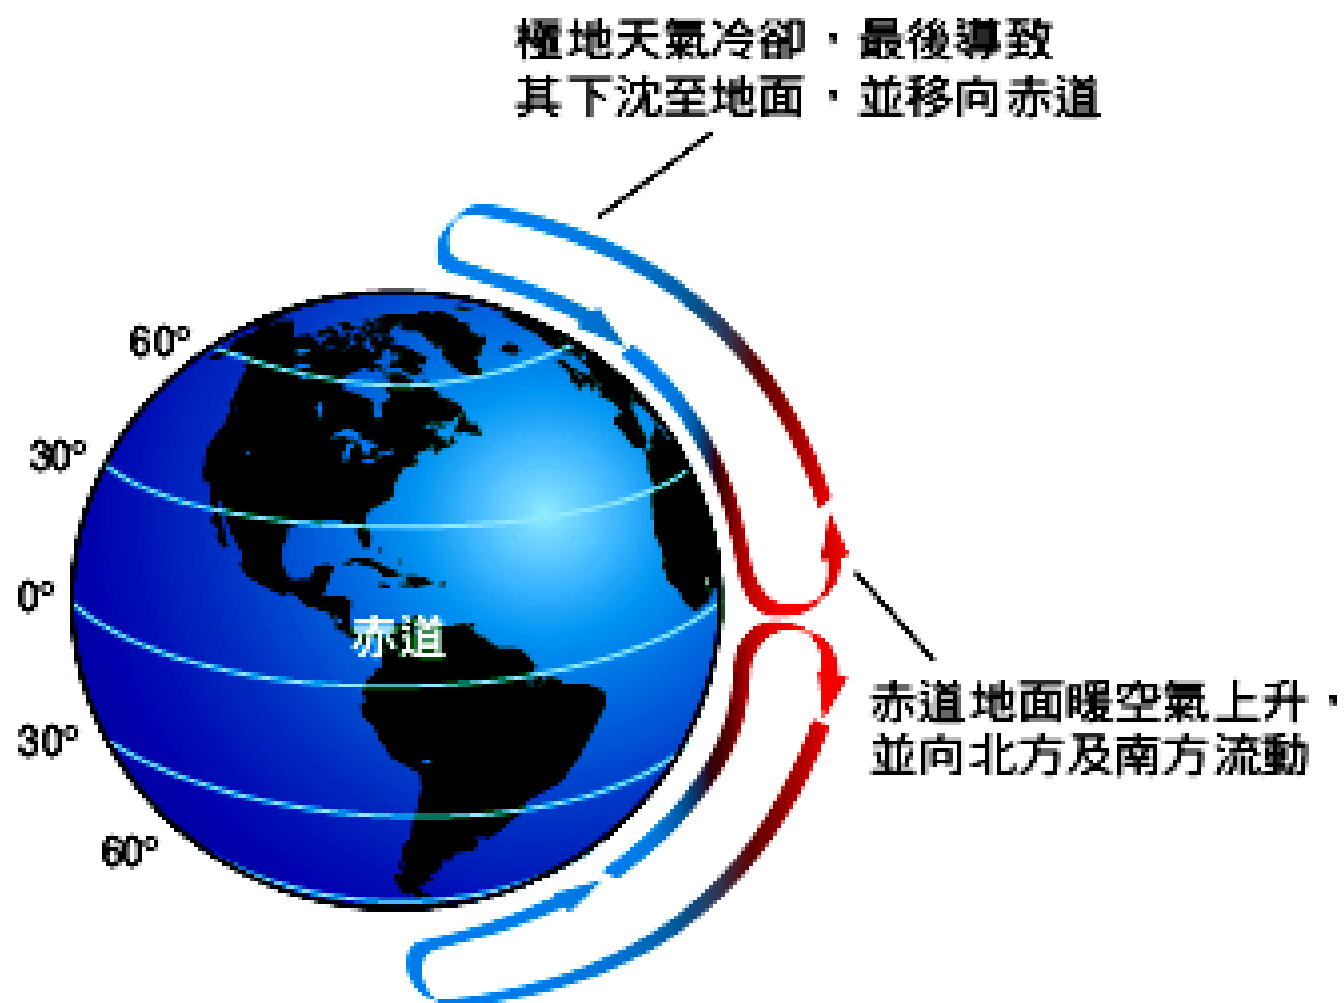 極地天氣冷卻，最後導致
其下沈至地面，並移向赤道
60°
30°
0°
赤道
30°
60°
赤道地面暖空氣上升，
並向北方及南方流動